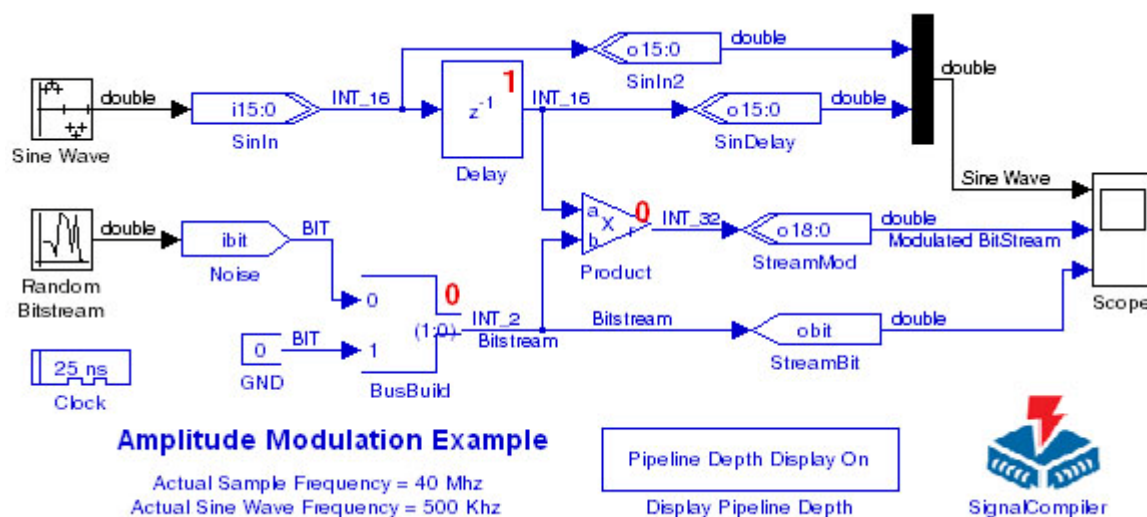 double
o15:0
double
SinIn2
double
double
i15:0
INT_16
1
z⁻¹
INT_16
o15:0
double
Sine Wave
SinIn
Delay
SinDelay
Sine Wave
a
X
b
0
INT_32
o18:0
double
Modulated BitStream
Product
StreamMod
Scope
double
ibit
BIT
Random
Bitstream
Noise
0
0
(1:0)
INT_2
Bitstream
Bitstream
obit
double
StreamBit
0
BIT
1
GND
BusBuild
25 ns
Clock
Amplitude Modulation Example
Actual Sample Frequency = 40 Mhz
Actual Sine Wave Frequency = 500 Khz
Pipeline Depth Display On
Display Pipeline Depth
SignalCompiler